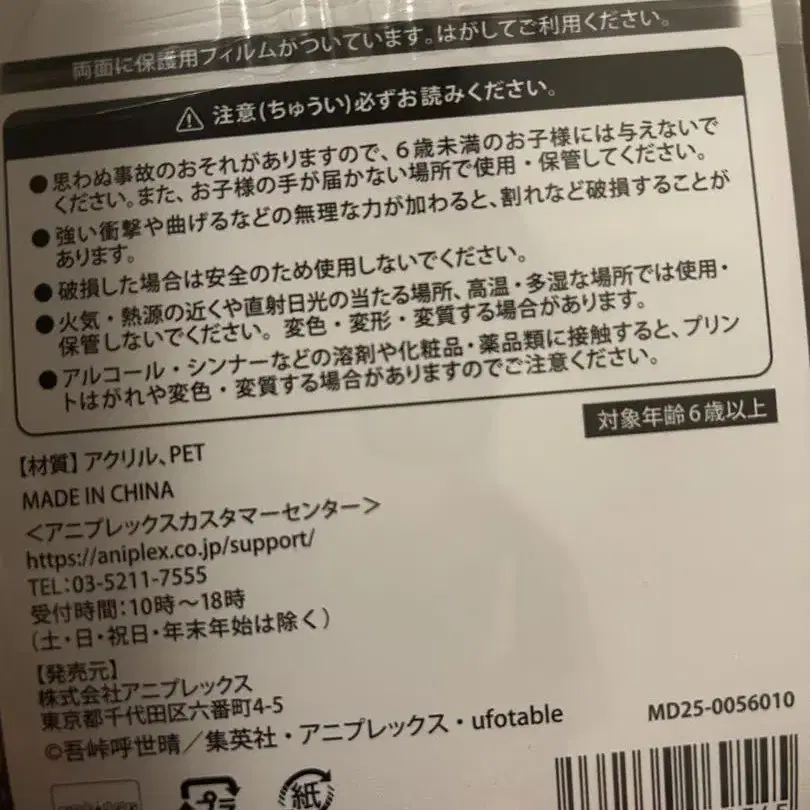 両面に保護用フィルムがついています。はがしてご利用ください。
注意(ちゅうい)必ずお読みください。
●思わぬ事故のおそれがありますので、6歳未満のお子様には与えないで
ください。また、お子様の手が届かない場所で使用・保管してください。
●強い衝撃や曲げるなどの無理な力が加わると、割れなど破損することが
あります。
●破損した場合は安全のため使用しないでください。
●火気・熱源の近くや直射日光の当たる場所、高温・多湿な場所では使用・
保管しないでください。変色・変形・変質する場合があります。
●アルコール・シンナーなどの溶剤や化粧品・薬品類に接触すると、プリン
トはがれや変色・変質する場合がありますのでご注意ください。
対象年齢6歳以上
【材質】アクリル、PET
MADE IN CHINA
＜アニプレックスカスタマーセンター＞
https://aniplex.co.jp/support/
TEL:03-5211-7555
受付時間:10時～18時
(土・日・祝日・年末年始は除く)
【発売元】
株式会社アニプレックス
東京都千代田区六番町4-5
©吾峠呼世晴／集英社・アニプレックス・ufotable
MD25-0056010
プラ
紙